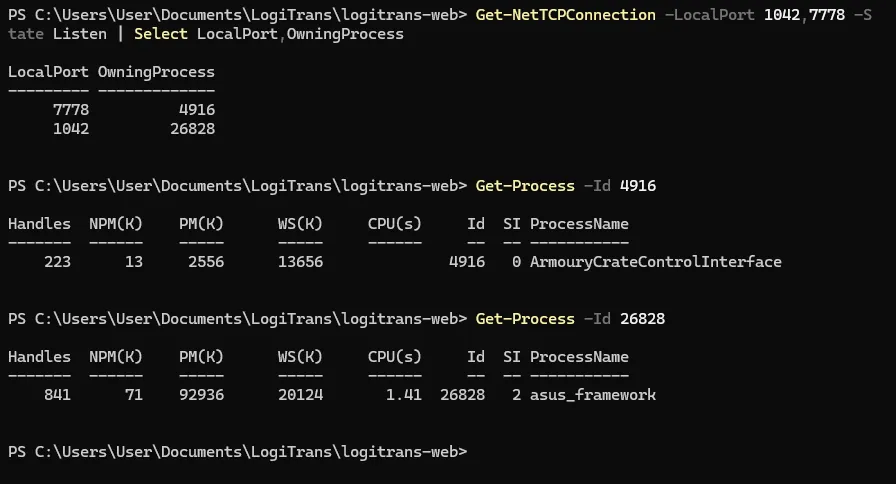 PS C:\Users\User\Documents\LogiTrans\logitrans-web> Get-NetTCPConnection -LocalPort 1042,7778 -S
tate Listen | Select LocalPort,OwningProcess
LocalPort OwningProcess
--------- -------------
     7778          4916
     1042         26828
PS C:\Users\User\Documents\LogiTrans\logitrans-web> Get-Process -Id 4916
Handles  NPM(K)    PM(K)      WS(K)     CPU(s)     Id  SI ProcessName
-------  ------    -----      -----     ------     --  -- -----------
    223      13     2556      13656              4916   0 ArmouryCrateControlInterface
PS C:\Users\User\Documents\LogiTrans\logitrans-web> Get-Process -Id 26828
Handles  NPM(K)    PM(K)      WS(K)     CPU(s)     Id  SI ProcessName
-------  ------    -----      -----     ------     --  -- -----------
    841      71    92936      20124       1.41  26828   2 asus_framework
PS C:\Users\User\Documents\LogiTrans\logitrans-web>